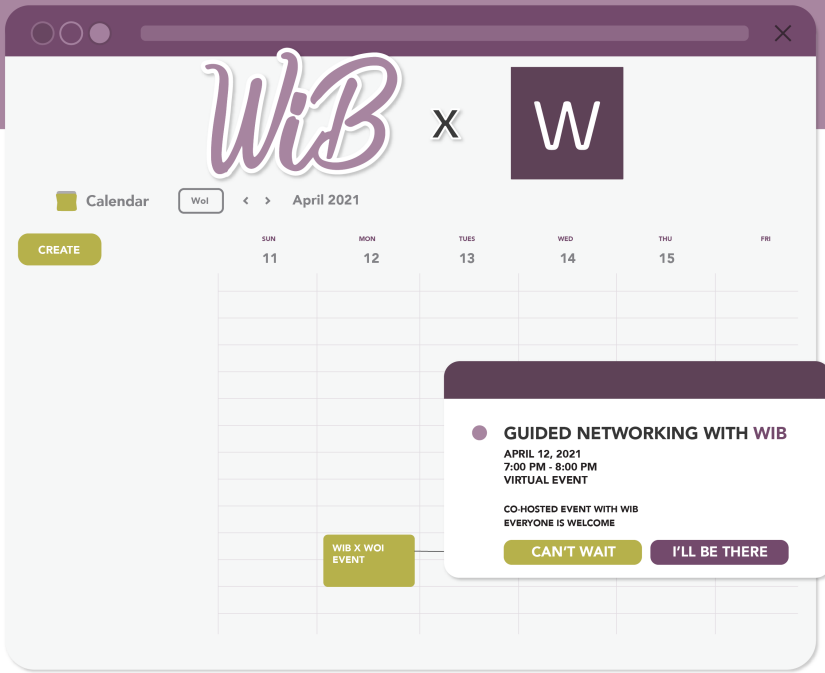 WiB X W
Calendar WoI < > April 2021
CREATE
SUN MON TUES WED THU FRI
11 12 13 14 15
GUIDED NETWORKING WITH WIB
APRIL 12, 2021
7:00 PM - 8:00 PM
VIRTUAL EVENT
CO-HOSTED EVENT WITH WIB
EVERYONE IS WELCOME
CAN'T WAIT I'LL BE THERE
WIB X WOI
EVENT